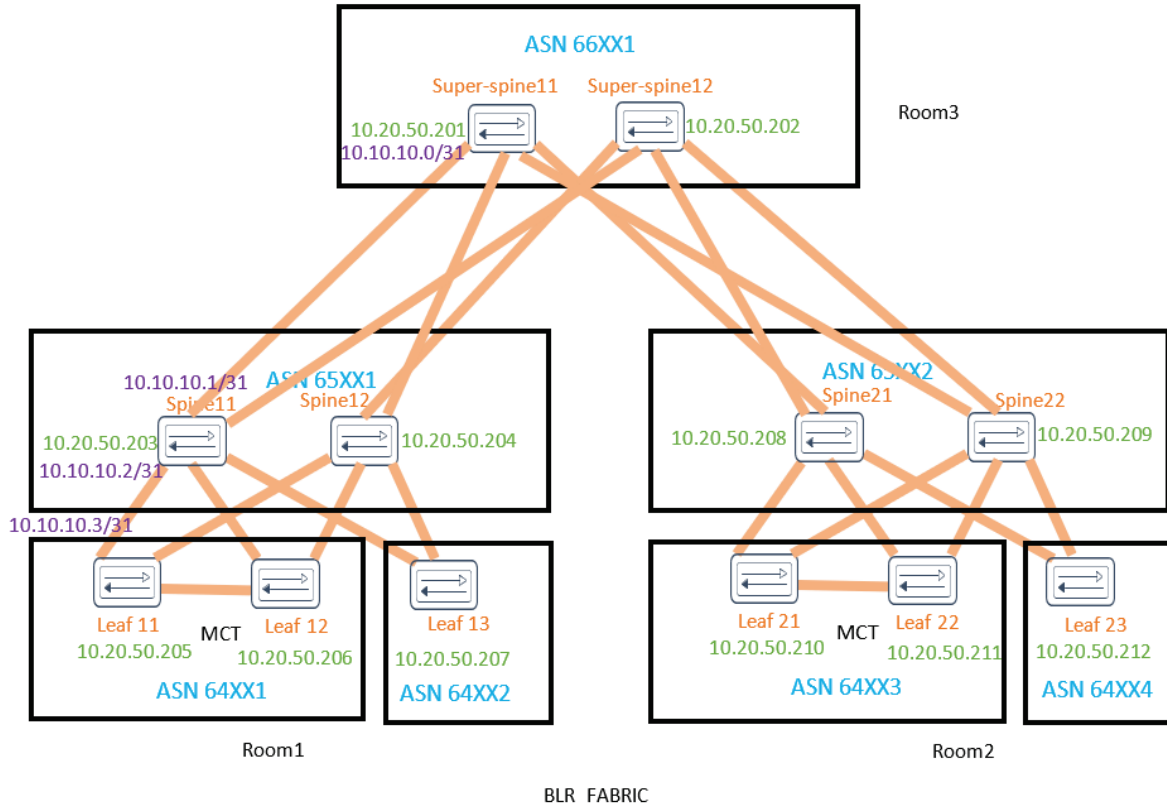 ASN 66XX1
Super-spine11
Super-spine12
10.20.50.201
10.20.50.202
10.10.10.0/31
Room3
10.10.10.1/31
ASN 65XX1
Spine11
Spine12
10.20.50.203
10.20.50.204
10.10.10.2/31
ASN 65XX2
Spine21
Spine22
10.20.50.208
10.20.50.209
10.10.10.3/31
Leaf 11
MCT
Leaf 12
10.20.50.205
10.20.50.206
ASN 64XX1
Leaf 13
10.20.50.207
ASN 64XX2
Leaf 21
MCT
Leaf 22
10.20.50.210
10.20.50.211
ASN 64XX3
Leaf 23
10.20.50.212
ASN 64XX4
Room1
Room2
BLR FABRIC